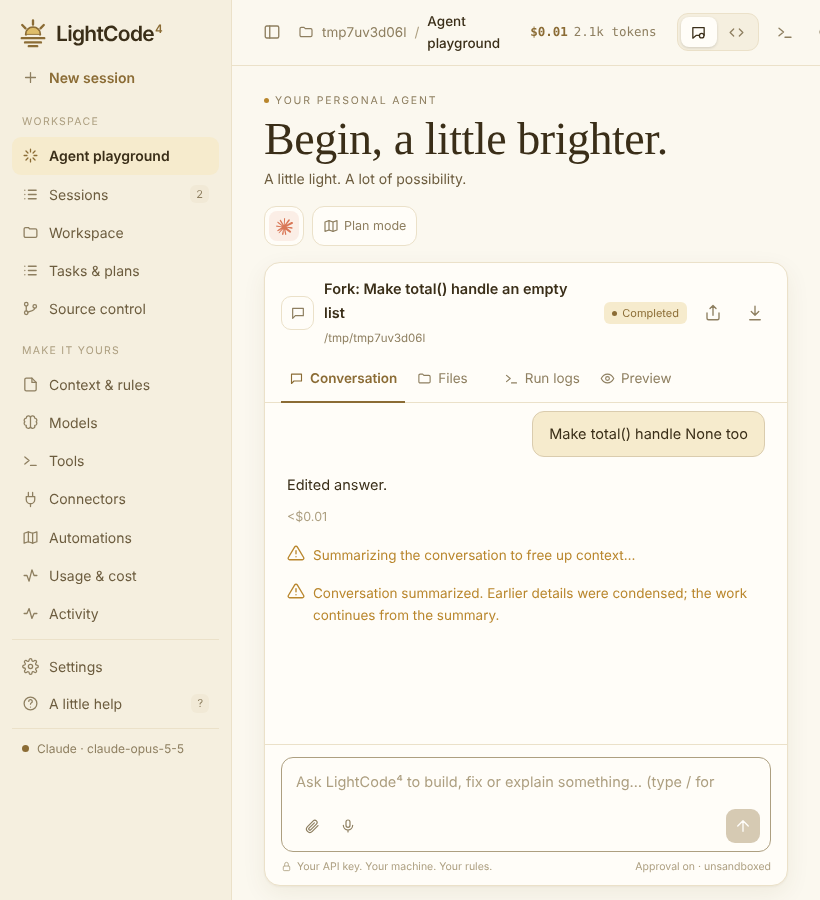 LightCode⁴
New session
WORKSPACE
Agent playground
Sessions 2
Workspace
Tasks & plans
Source control
MAKE IT YOURS
Context & rules
Models
Tools
Connectors
Automations
Usage & cost
Activity
Settings
A little help ?
Claude · claude-opus-5-5
tmp7uv3d06l / Agent playground
$0.01 2.1k tokens
YOUR PERSONAL AGENT
Begin, a little brighter.
A little light. A lot of possibility.
Plan mode
Fork: Make total() handle an empty
list
/tmp/tmp7uv3d06l
Completed
Conversation Files Run logs Preview
Make total() handle None too
Edited answer.
<$0.01
Summarizing the conversation to free up context...
Conversation summarized. Earlier details were condensed; the work
continues from the summary.
Ask LightCode⁴ to build, fix or explain something... (type / for
Your API key. Your machine. Your rules.
Approval on · unsandboxed